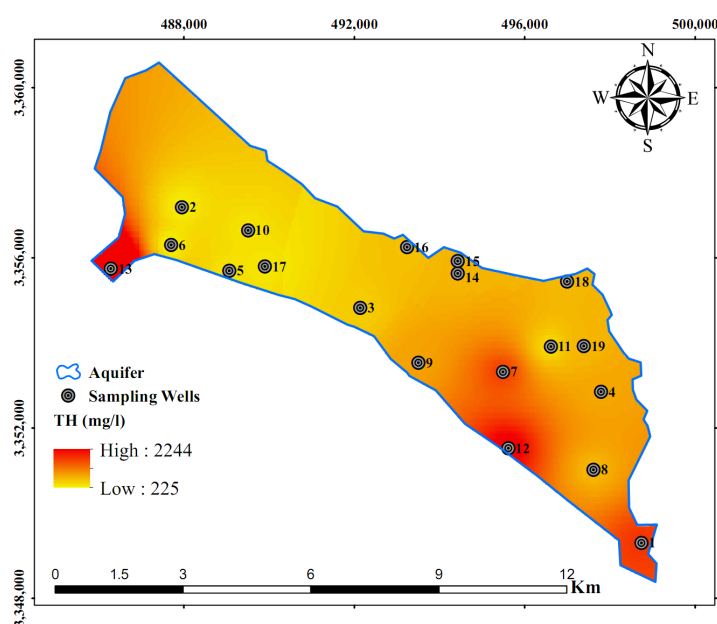 488,000 492,000 496,000 500,000
3,360,000
N
W E
S
2
10
6
16
3,356,000
15
13
5 17
14
18
3
11 19
9
7
4
Aquifer
Sampling Wells
TH (mg/l)
3,352,000
12
High : 2244
8
Low : 225
1
0 1.5 3 6 9 12
Km
3,348,000